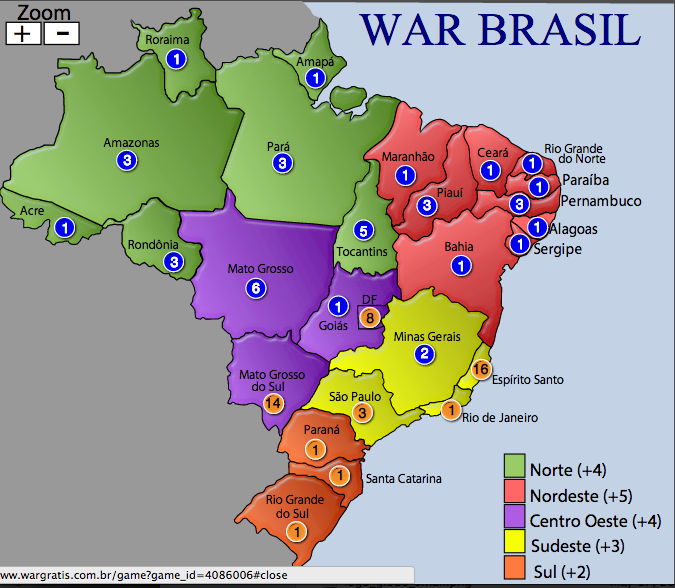 Zoom
+ -
WAR BRASIL
Roraima
1
Amapá
1
Amazonas
3
Pará
3
Maranhão
1
Ceará
1
Rio Grande
do Norte
1
Paraíba
1
Piauí
3
Pernambuco
3
Acre
1
Alagoas
1
Sergipe
1
Tocantins
5
Rondônia
3
Bahia
1
Mato Grosso
6
Goiás
1
DF
8
Minas Gerais
2
Espírito Santo
16
Mato Grosso
do Sul
14
São Paulo
3
Rio de Janeiro
1
Paraná
1
Santa Catarina
1
Rio Grande
do Sul
1
Norte (+4)
Nordeste (+5)
Centro Oeste (+4)
Sudeste (+3)
Sul (+2)
www.wargratis.com.br/game?game_id=4086006#close